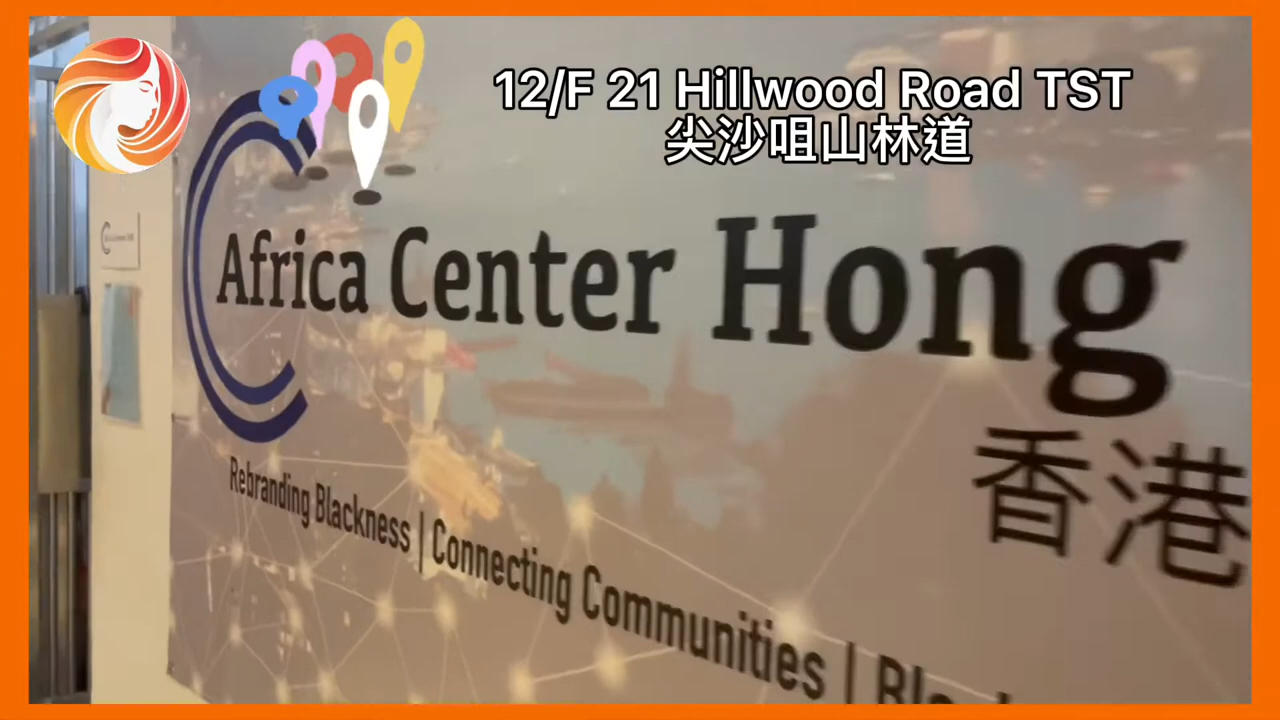 12/F 21 Hillwood Road TST
尖沙咀山林道
Africa Center Hong
香港
Rebranding Blackness | Connecting Communities |